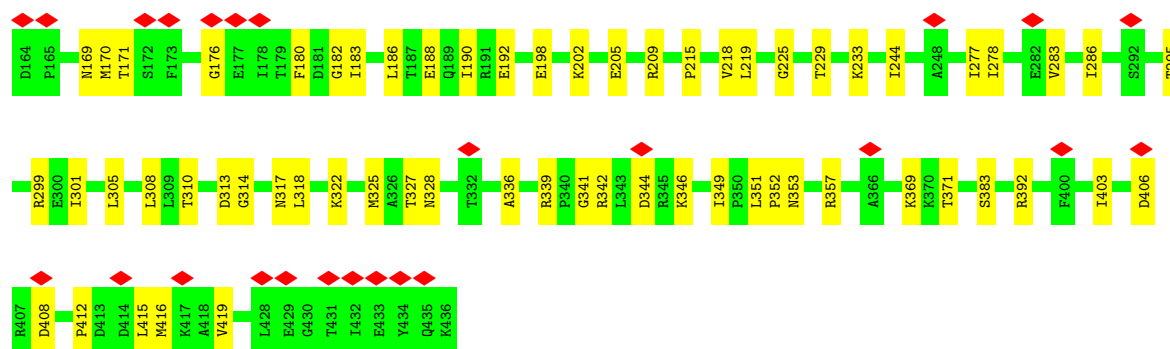 D164 P165 N169 M170 T171 S172 F173 G176 E177 I178 T179 F180 D181 G182 I183 L186 T187 E188 Q189 I190 R191 E192 E198 K202 E205 R209 P215 V218 L219 G225 T229 K233 I244 A248 I277 I278 E282 V283 I286 S292
R299 E300 I301 L305 L308 L309 T310 D313 G314 N317 L318 K322 M325 A326 T327 N328 T332 A336 R339 P340 G341 R342 L343 D344 R345 K346 I349 P350 L351 P352 N353 R357 A366 K369 K370 T371 S383 R392 F400 I403 D406
R407 D408 P412 D413 D414 L415 M416 K417 A418 V419 L428 E429 G430 T431 I432 E433 Y434 Q435 K436